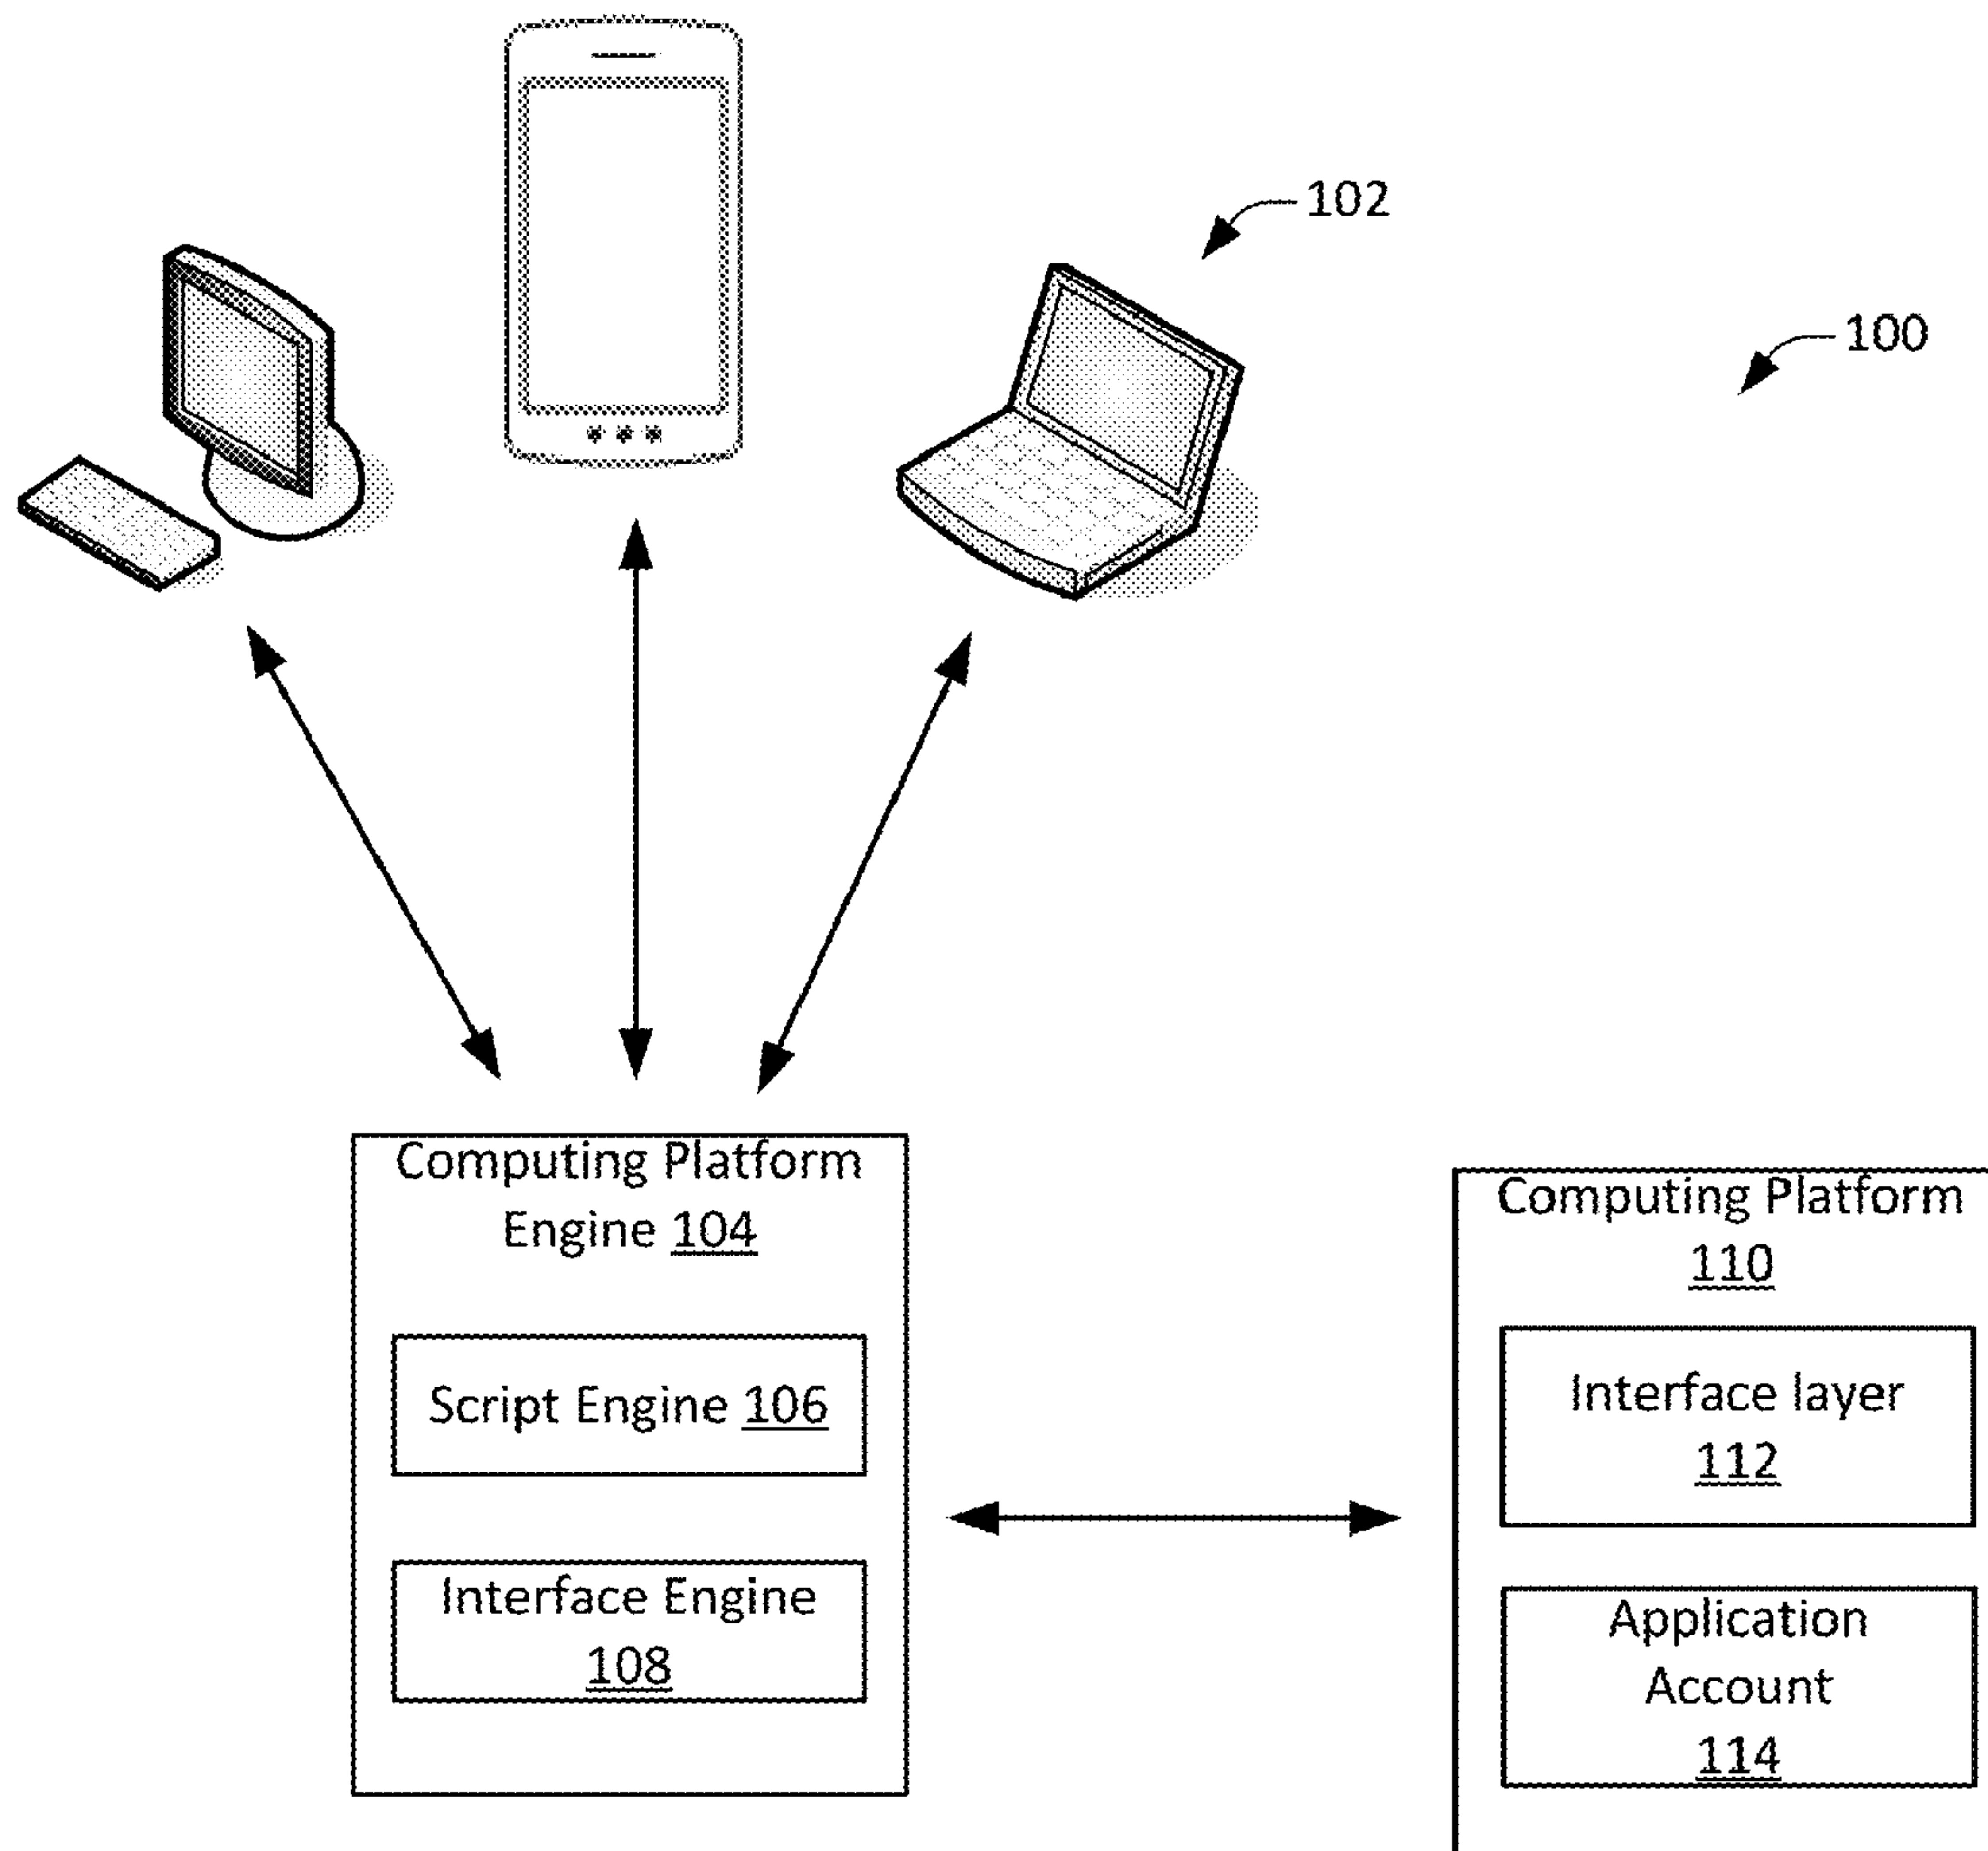 102
100
Computing Platform
Engine 104
Script Engine 106
Interface Engine
108
Computing Platform
110
Interface layer
112
Application
Account
114